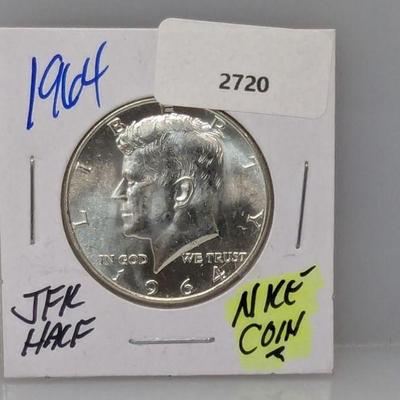 1964
2720
LIBERTY
IN GOD WE TRUST
1964
JFK
HALF
NICE
COIN